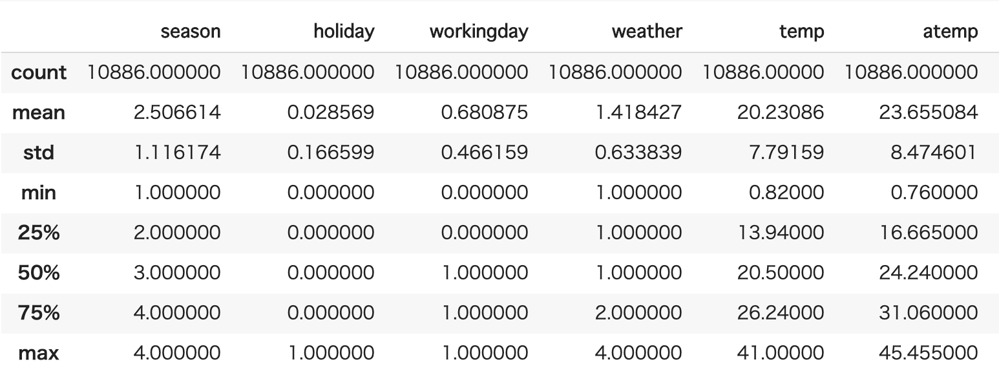 season holiday workingday weather temp atemp
count 10886.000000 10886.000000 10886.000000 10886.000000 10886.00000 10886.000000
mean 2.506614 0.028569 0.680875 1.418427 20.23086 23.655084
std 1.116174 0.166599 0.466159 0.633839 7.79159 8.474601
min 1.000000 0.000000 0.000000 1.000000 0.82000 0.760000
25% 2.000000 0.000000 0.000000 1.000000 13.94000 16.665000
50% 3.000000 0.000000 1.000000 1.000000 20.50000 24.240000
75% 4.000000 0.000000 1.000000 2.000000 26.24000 31.060000
max 4.000000 1.000000 1.000000 4.000000 41.00000 45.455000